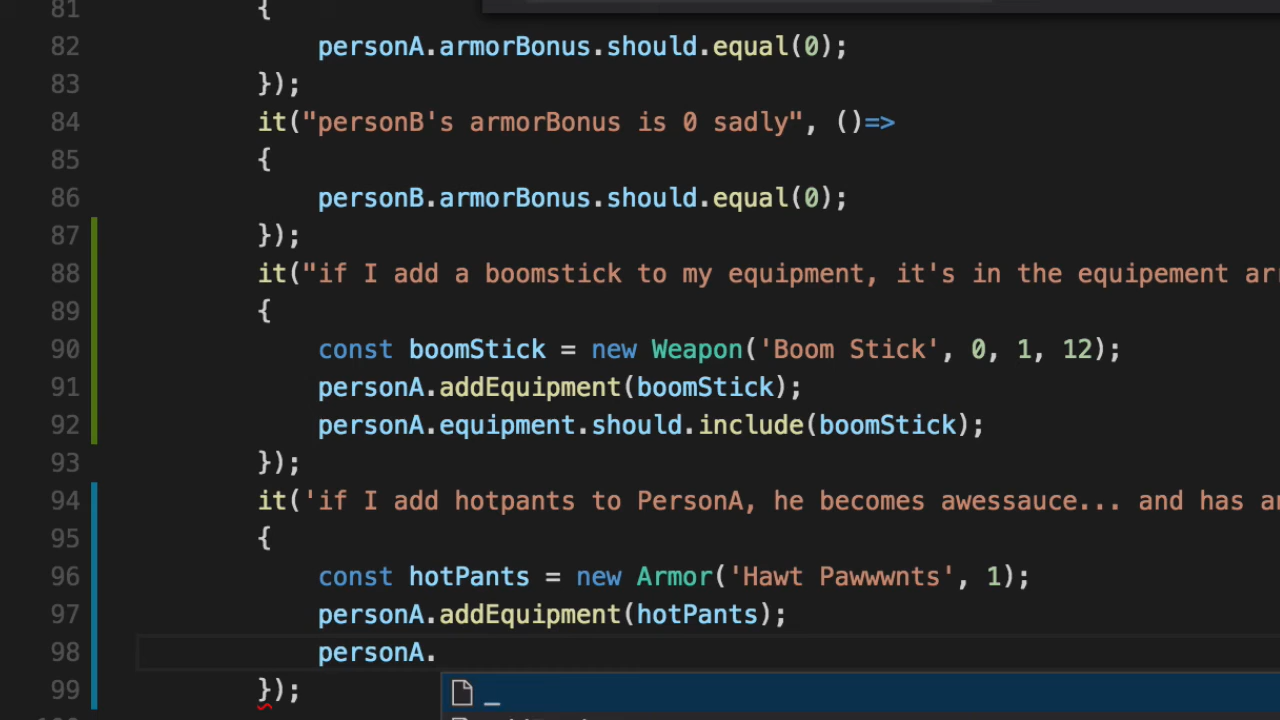 81 {
82 personA.armorBonus.should.equal(0);
83 });
84 it("personB's armorBonus is 0 sadly", ()=>
85 {
86 personB.armorBonus.should.equal(0);
87 });
88 it("if I add a boomstick to my equipment, it's in the equipement
89 {
90 const boomStick = new Weapon('Boom Stick', 0, 1, 12);
91 personA.addEquipment(boomStick);
92 personA.equipment.should.include(boomStick);
93 });
94 it('if I add hotpants to PersonA, he becomes awessauce... and has
95 {
96 const hotPants = new Armor('Hawt Pawwwnts', 1);
97 personA.addEquipment(hotPants);
98 personA.
99 });
_